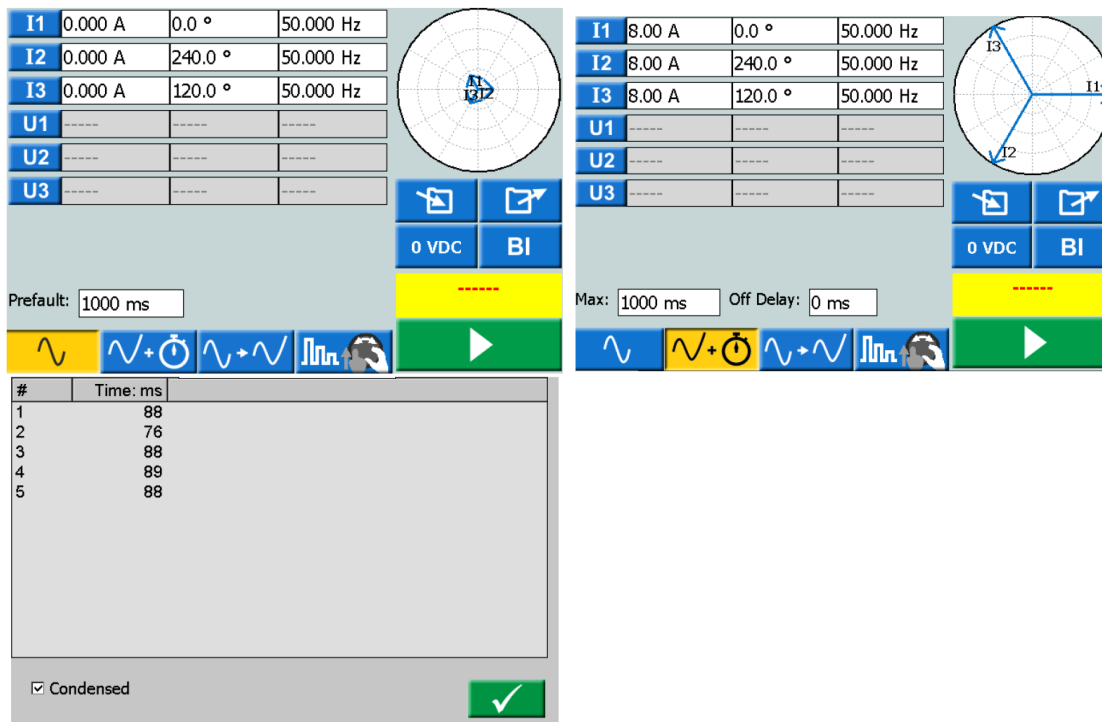 I1 0.000 A 0.0 ° 50.000 Hz
I2 0.000 A 240.0 ° 50.000 Hz
I3 0.000 A 120.0 ° 50.000 Hz
U1 ----- ----- -----
U2 ----- ----- -----
U3 ----- ----- -----
I1
I3 I2
0 VDC BI
------
Prefault: 1000 ms
I1 8.00 A 0.0 ° 50.000 Hz
I2 8.00 A 240.0 ° 50.000 Hz
I3 8.00 A 120.0 ° 50.000 Hz
U1 ----- ----- -----
U2 ----- ----- -----
U3 ----- ----- -----
I3
I1
I2
0 VDC BI
------
Max: 1000 ms Off Delay: 0 ms
# Time: ms
1 88
2 76
3 88
4 89
5 88
Condensed